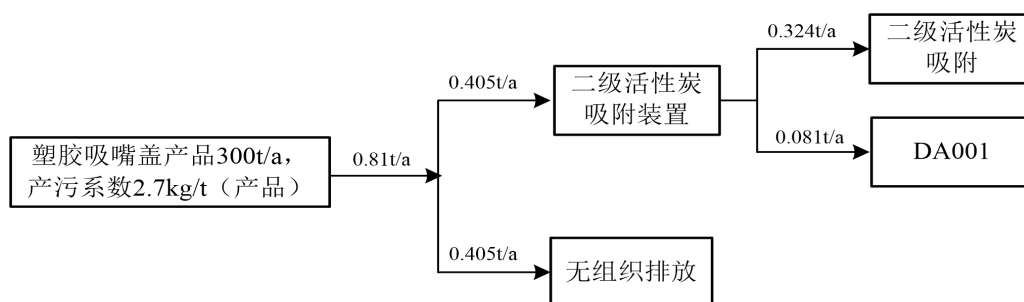 塑胶吸嘴盖产品300t/a，
产污系数2.7kg/t（产品）
0.81t/a
0.405t/a
二级活性炭
吸附装置
0.324t/a
二级活性炭
吸附
0.081t/a
DA001
0.405t/a
无组织排放